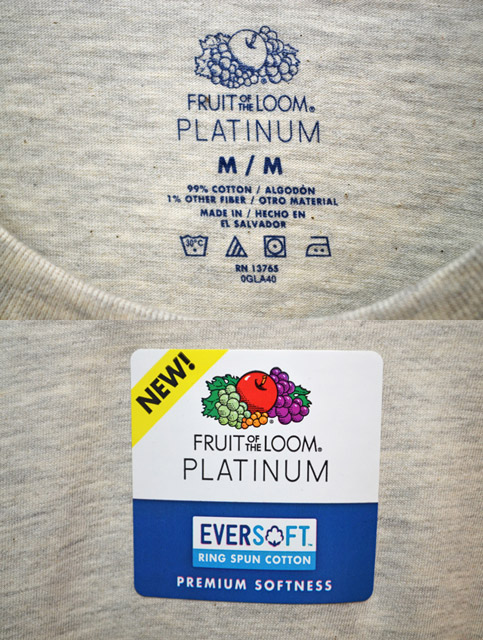 FRUIT OF THE LOOM®
PLATINUM
M / M
99% COTTON / ALGODÓN
1% OTHER FIBER / OTRO MATERIAL
MADE IN / HECHO EN
EL SALVADOR
30°C
RN 13765
0GLA40
NEW!
FRUIT OF THE LOOM®
PLATINUM
EVERSOFT™
RING SPUN COTTON
PREMIUM SOFTNESS